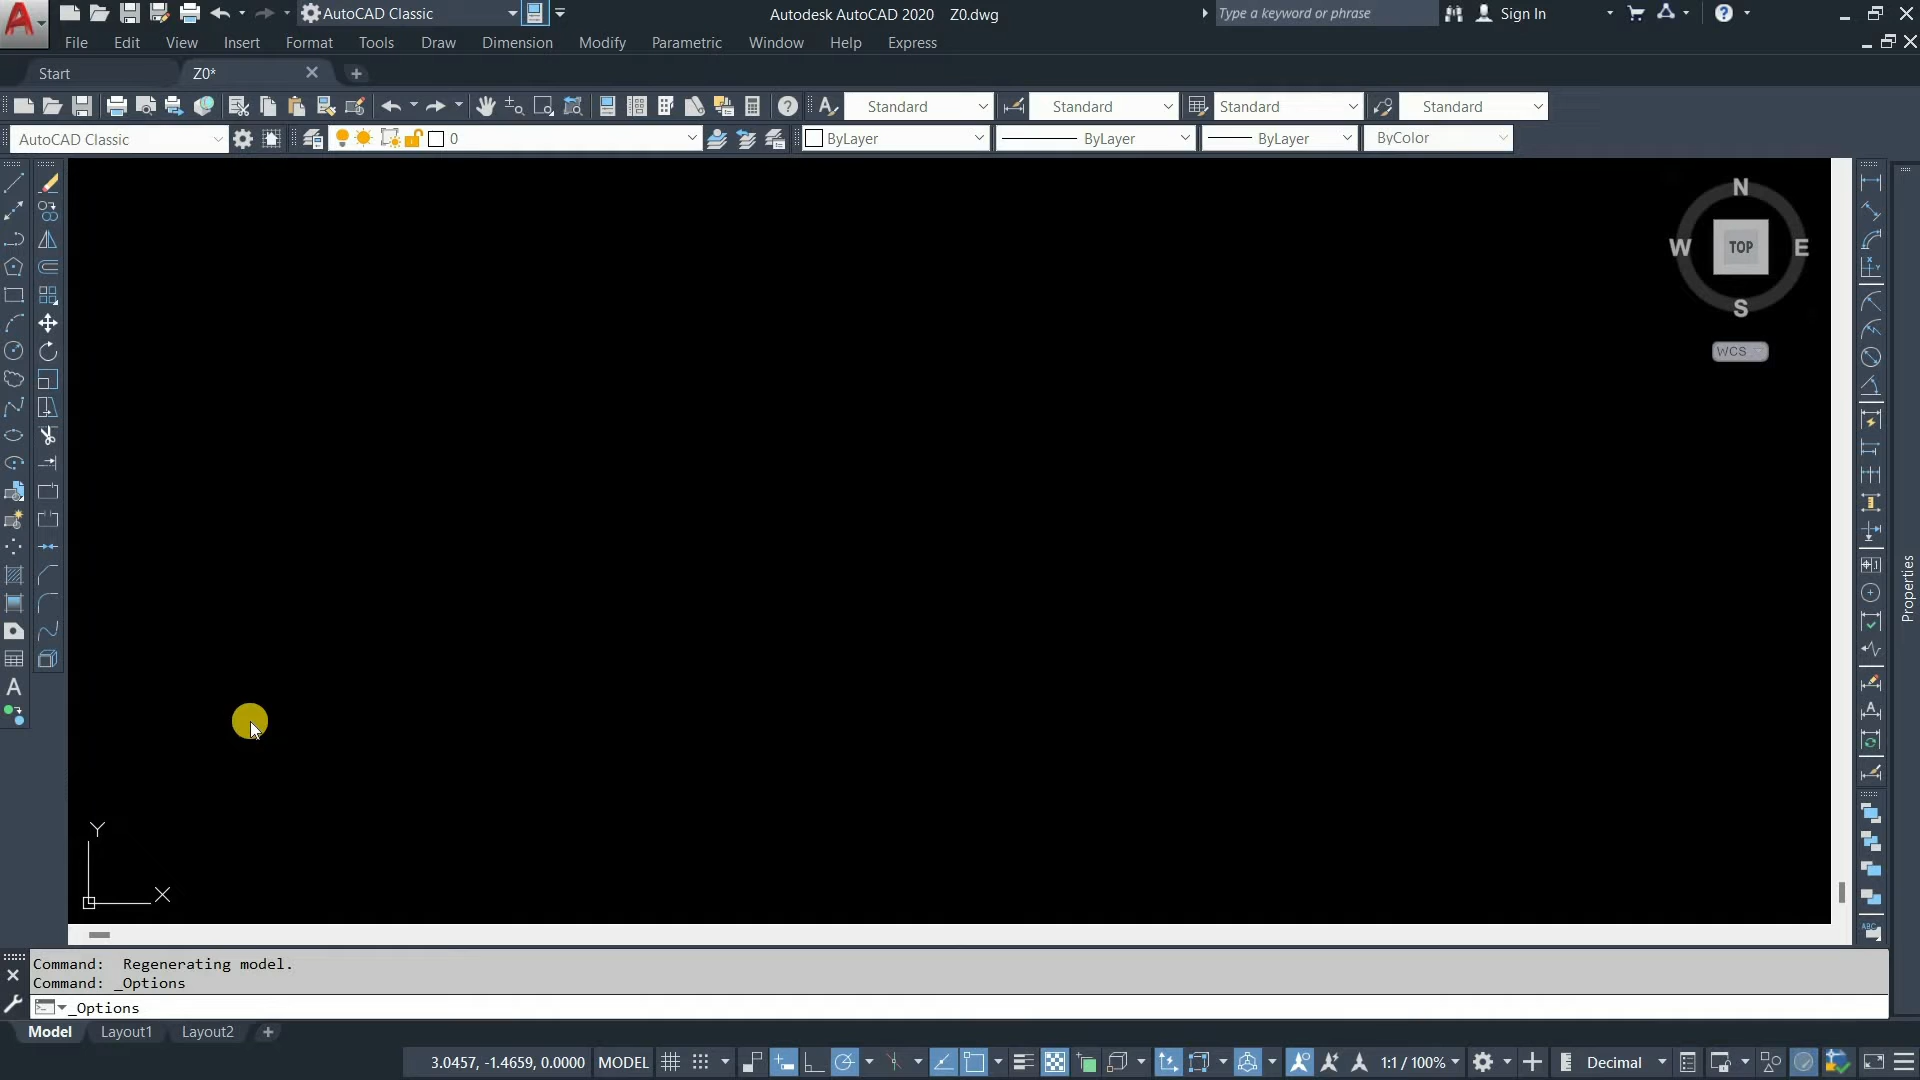 AutoCAD Classic
Autodesk AutoCAD 2020 Z0.dwg
Type a keyword or phrase
Sign In
File Edit View Insert Format Tools Draw Dimension Modify Parametric Window Help Express
Start
Z0*
Standard
Standard
Standard
Standard
AutoCAD Classic
0
ByLayer
ByLayer
ByLayer
ByColor
N
W
TOP
E
S
WCS
Properties
A
Y
X
Command: Regenerating model.
Command: _Options
_Options
Model Layout1 Layout2
3.0457, -1.4659, 0.0000 MODEL
1:1 / 100%
Decimal